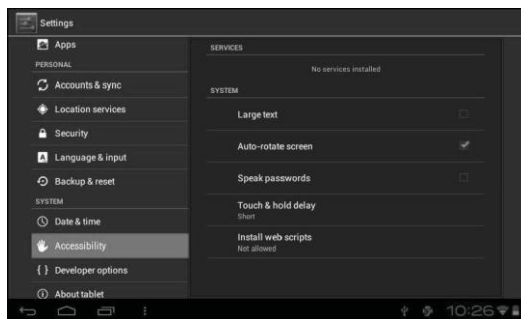 Settings
Apps
PERSONAL
Accounts & sync
Location services
Security
Language & input
Backup & reset
SYSTEM
Date & time
Accessibility
Developer options
About tablet
SERVICES
No services installed
SYSTEM
Large text
Auto-rotate screen
Speak passwords
Touch & hold delay
Short
Install web scripts
Not allowed
10:26